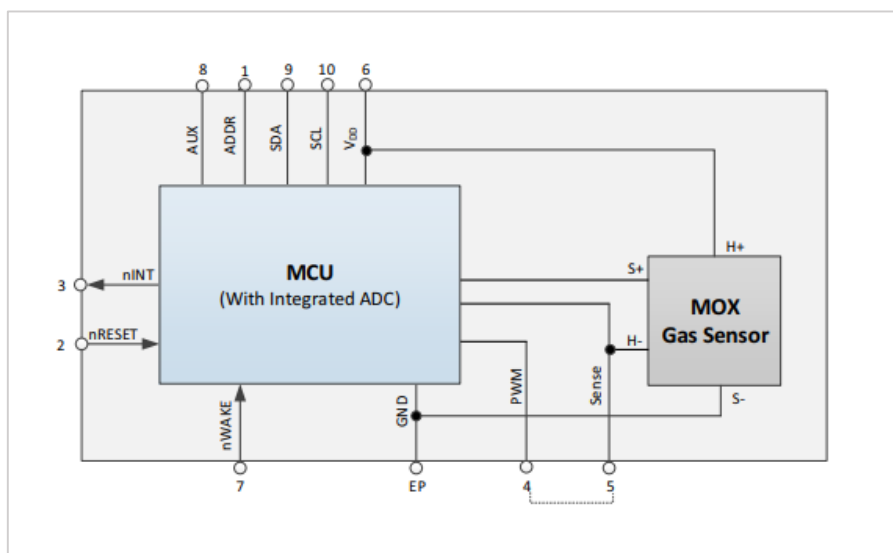 8 1 9 10 6
AUX
ADDR
SDA
SCL
VDD
H+
MCU
(With Integrated ADC)
S+
3
nINT
MOX
Gas Sensor
2
nRESET
H-
S-
nWAKE
GND
PWM
Sense
7 EP 4 5